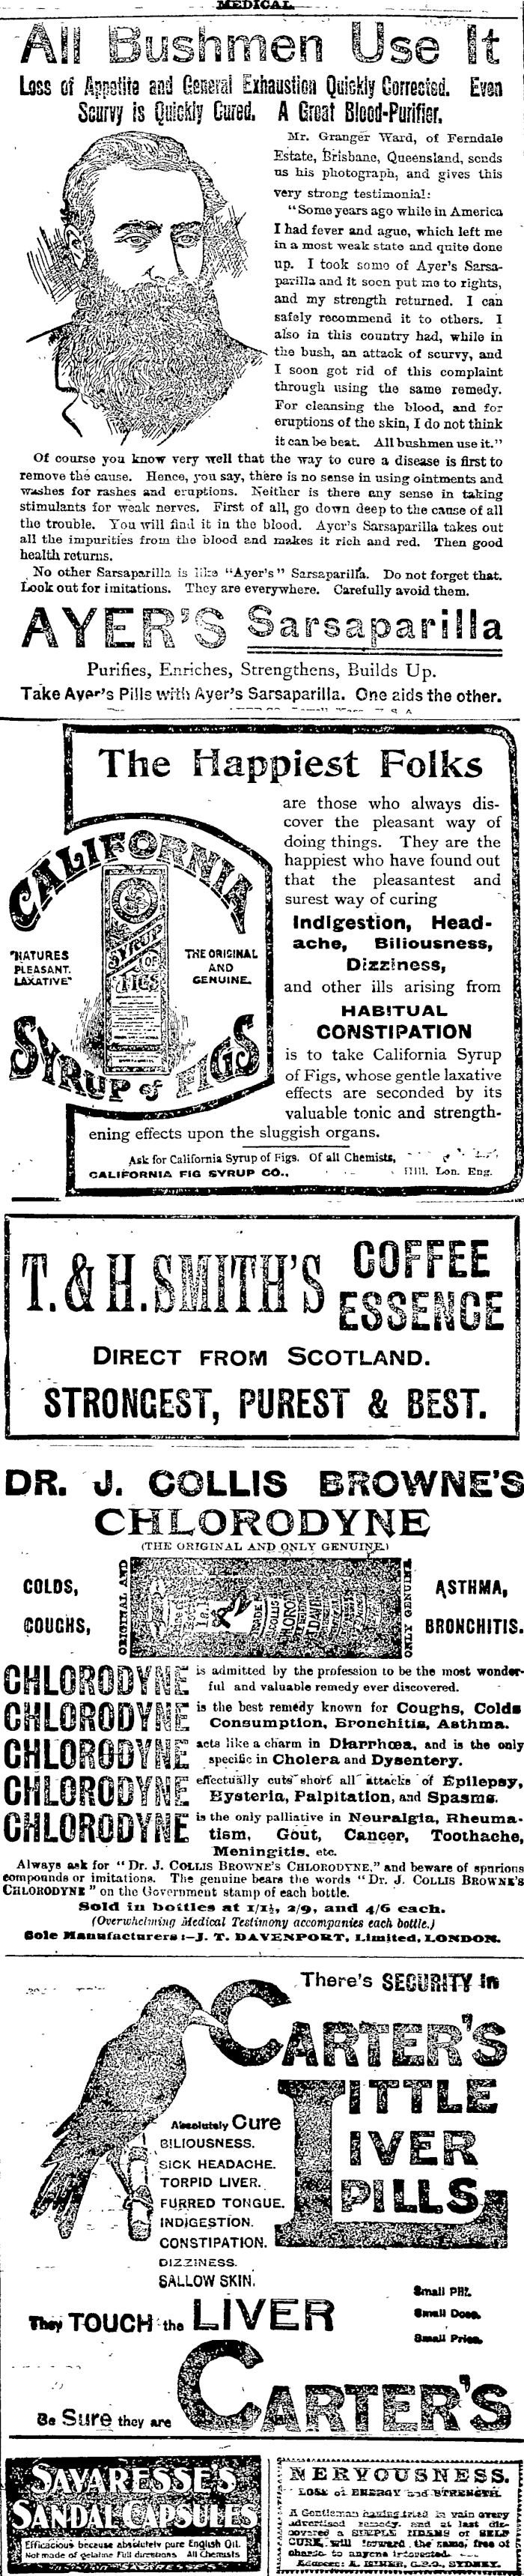 MEDICAL.
All Bushmen Use It
Loss of Appetite and General Exhaustion Quickly Corrected. Even
Scurvy is Quickly Cured. A Great Blood-Purifier.
Mr. Granger Ward, of Ferndale
Estate, Brisbane, Queensland, sends
us his photograph, and gives this
very strong testimonial:
"Some years ago while in America
I had fever and ague, which left me
in a most weak state and quite done
up. I took some of Ayer's Sarsa-
parilla and it soon put me to rights,
and my strength returned. I can
safely recommend it to others. I
also in this country had, while in
the bush, an attack of scurvy, and
I soon got rid of this complaint
through using the same remedy.
For cleansing the blood, and for
eruptions of the skin, I do not think
it can be beat. All bushmen use it."
Of course you know very well that the way to cure a disease is first to
remove the cause. Hence, you say, there is no sense in using ointments and
washes for rashes and eruptions. Neither is there any sense in taking
stimulants for weak nerves. First of all, go down deep to the cause of all
the trouble. You will find it in the blood. Ayer's Sarsaparilla takes out
all the impurities from the blood and makes it rich and red. Then good
health returns.
No other Sarsaparilla is like "Ayer's" Sarsaparilla. Do not forget that.
Look out for imitations. They are everywhere. Carefully avoid them.
AYER'S Sarsaparilla
Purifies, Enriches, Strengthens, Builds Up.
Take Ayer's Pills with Ayer's Sarsaparilla. One aids the other.
The Happiest Folks
are those who always dis-
cover the pleasant way of
doing things. They are the
happiest who have found out
that the pleasantest and
surest way of curing
Indigestion, Head-
ache, Biliousness,
Dizziness,
and other ills arising from
HABITUAL
CONSTIPATION
is to take California Syrup
of Figs, whose gentle laxative
effects are seconded by its
valuable tonic and strength-
ening effects upon the sluggish organs.
CALIFORNIA
SYRUP
OF
FIGS
"NATURES
PLEASANT.
LAXATIVE"
THE ORIGINAL
AND
GENUINE.
SYRUP of FIGS
Ask for California Syrup of Figs. Of all Chemists,
CALIFORNIA FIG SYRUP CO., Hill. Lon. Eng.
T. & H. SMITH'S COFFEE
ESSENCE
DIRECT FROM SCOTLAND.
STRONGEST, PUREST & BEST.
DR. J. COLLIS BROWNE'S
CHLORODYNE
(THE ORIGINAL AND ONLY GENUINE.)
COLDS,
COUGHS,
ORIGINAL AND
ONLY GENUINE.
ASTHMA,
BRONCHITIS.
CHLORODYNE is admitted by the profession to be the most wonder-
ful and valuable remedy ever discovered.
CHLORODYNE is the best remedy known for Coughs, Colds
Consumption, Bronchitis, Asthma.
CHLORODYNE acts like a charm in Diarrhœa, and is the only
specific in Cholera and Dysentery.
CHLORODYNE effectually cuts short all attacks of Epilepsy,
Hysteria, Palpitation, and Spasms.
CHLORODYNE is the only palliative in Neuralgia, Rheuma-
tism, Gout, Cancer, Toothache,
Meningitis, etc.
Always ask for "Dr. J. COLLIS BROWNE'S CHLORODYNE," and beware of spurious
compounds or imitations. The genuine bears the words "Dr. J. COLLIS BROWNE'S
CHLORODYNE" on the Government stamp of each bottle.
Sold in bottles at 1/1½, 2/9, and 4/6 each.
(Overwhelming Medical Testimony accompanies each bottle.)
Sole Manufacturers:—J. T. DAVENPORT, Limited, LONDON.
There's SECURITY in
CARTER'S
LITTLE
LIVER
PILLS
Absolutely Cure
BILIOUSNESS.
SICK HEADACHE.
TORPID LIVER.
FURRED TONGUE.
INDIGESTION.
CONSTIPATION.
DIZZINESS.
SALLOW SKIN.
Small Pill.
Small Dose.
Small Price.
They TOUCH the LIVER
Be Sure they are CARTER'S
SAVARESSE'S
SANDAL CAPSULES
Efficacious because absolutely pure English Oil.
Not made of gelatine Full directions All Chemists
NERVOUSNESS.
LOSS of ENERGY and STRENGTH.
A Gentleman having tried in vain every
advertised remedy, and at last dis-
covered SIMPLE MEANS of SELF
CURE, will forward the same, free of
charge to anyone interested.
Address: G.P.O., SYDNEY.